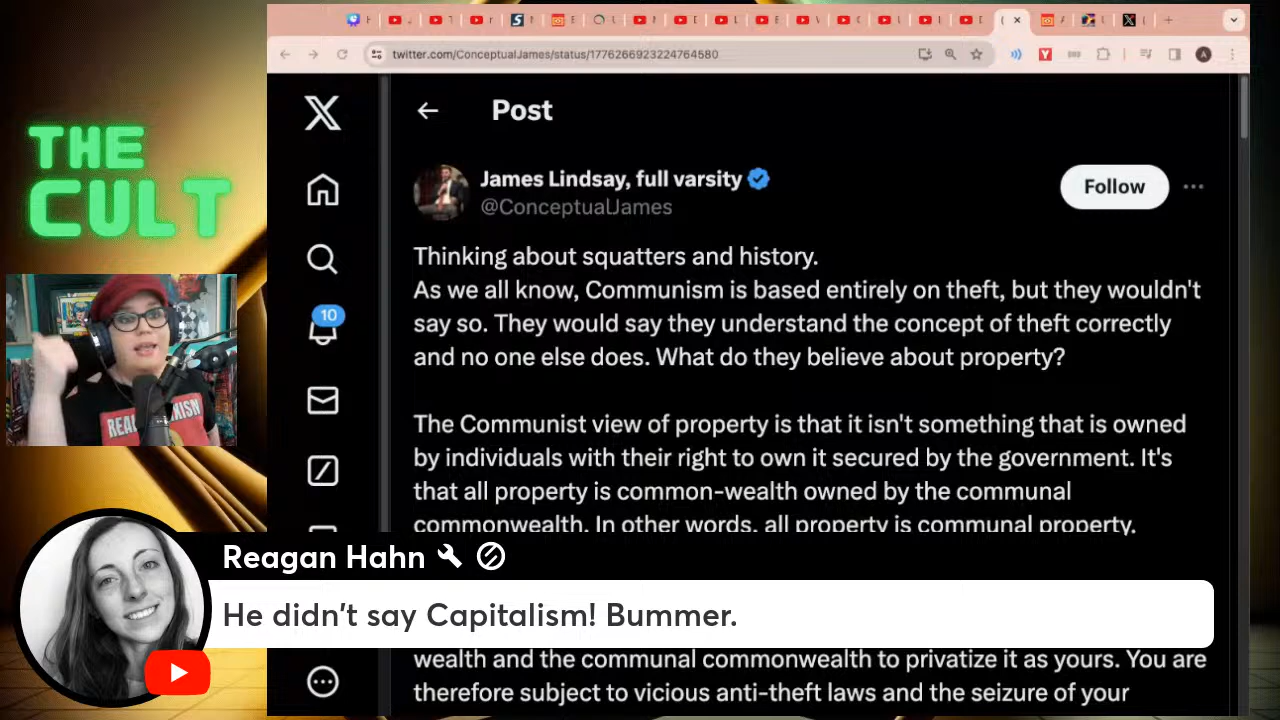 twitter.com/ConceptualJames/status/1776266923224764580
THE
CULT
Post
James Lindsay, full varsity
@ConceptualJames
Follow
10
Thinking about squatters and history.
As we all know, Communism is based entirely on theft, but they wouldn't
say so. They would say they understand the concept of theft correctly
and no one else does. What do they believe about property?
The Communist view of property is that it isn't something that is owned
by individuals with their right to own it secured by the government. It's
that all property is common-wealth owned by the communal
commonwealth. In other words, all property is communal property.
Reagan Hahn
He didn't say Capitalism! Bummer.
wealth and the communal commonwealth to privatize it as yours. You are
therefore subject to vicious anti-theft laws and the seizure of your